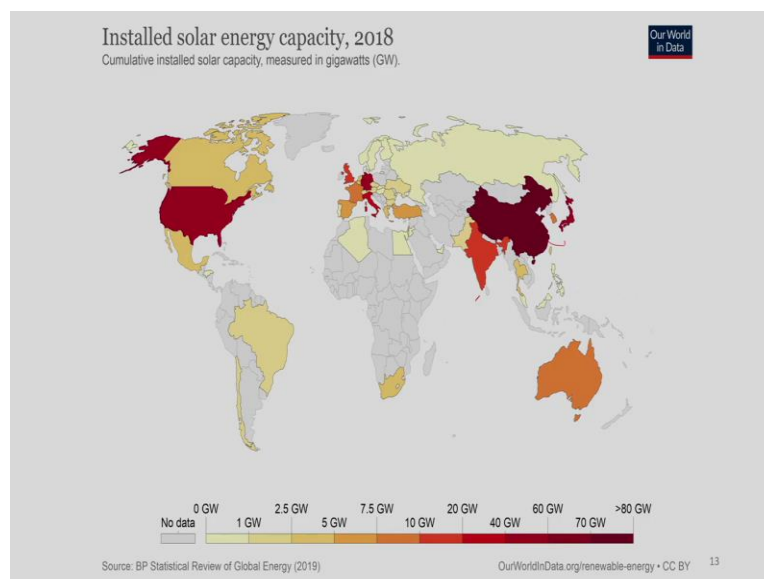 Installed solar energy capacity, 2018
Cumulative installed solar capacity, measured in gigawatts (GW).
Our World
in Data
0 GW 2.5 GW 7.5 GW 20 GW 60 GW >80 GW
No data 1 GW 5 GW 10 GW 40 GW 70 GW
Source: BP Statistical Review of Global Energy (2019)
OurWorldInData.org/renewable-energy • CC BY
13